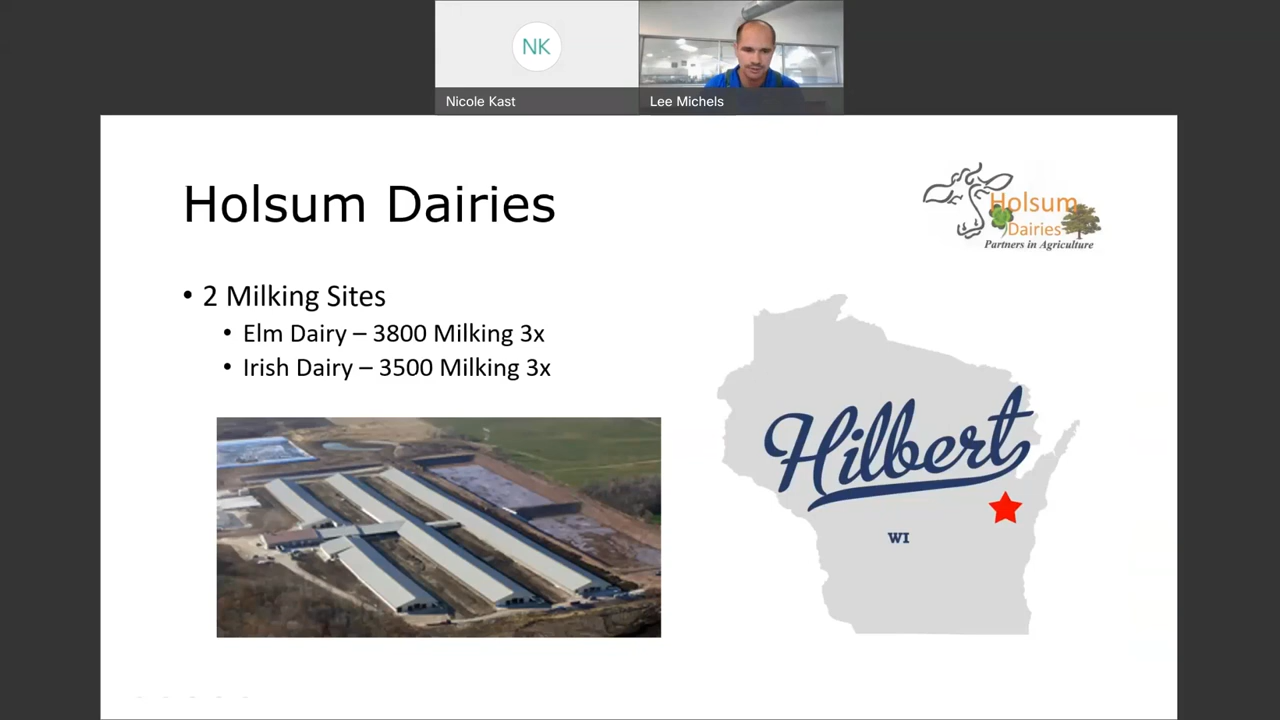 NK
Nicole Kast
Lee Michels
Holsum Dairies
Holsum
Dairies
Partners in Agriculture
• 2 Milking Sites
• Elm Dairy – 3800 Milking 3x
• Irish Dairy – 3500 Milking 3x
Hilbert
WI